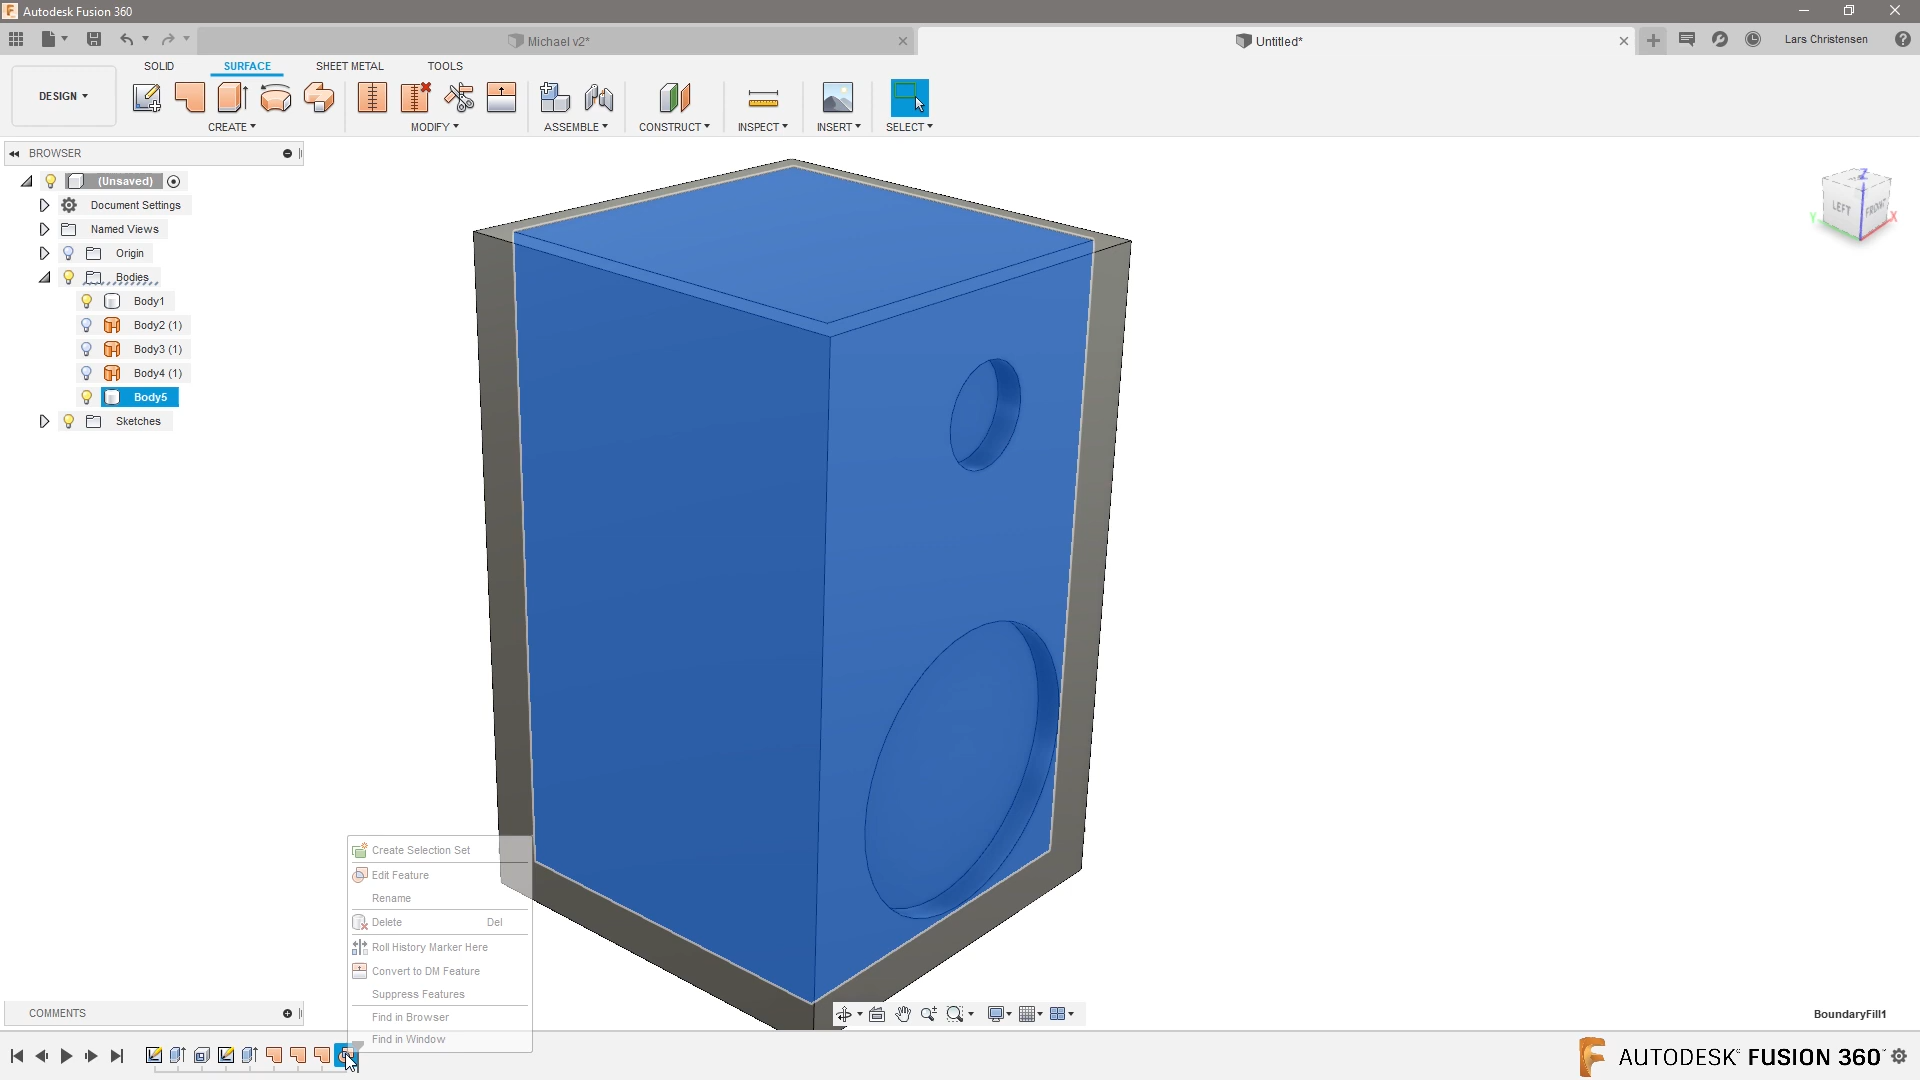 Autodesk Fusion 360
Michael v2*
Untitled*
Lars Christensen
DESIGN
SOLID
SURFACE
SHEET METAL
TOOLS
CREATE
MODIFY
ASSEMBLE
CONSTRUCT
INSPECT
INSERT
SELECT
BROWSER
(Unsaved)
Document Settings
Named Views
Origin
Bodies
Body1
Body2 (1)
Body3 (1)
Body4 (1)
Body5
Sketches
Z
LEFT
FRONT
Y
X
Create Selection Set
Edit Feature
Rename
Delete Del
Roll History Marker Here
Convert to DM Feature
Suppress Features
Find in Browser
Find in Window
COMMENTS
BoundaryFill1
AUTODESK FUSION 360